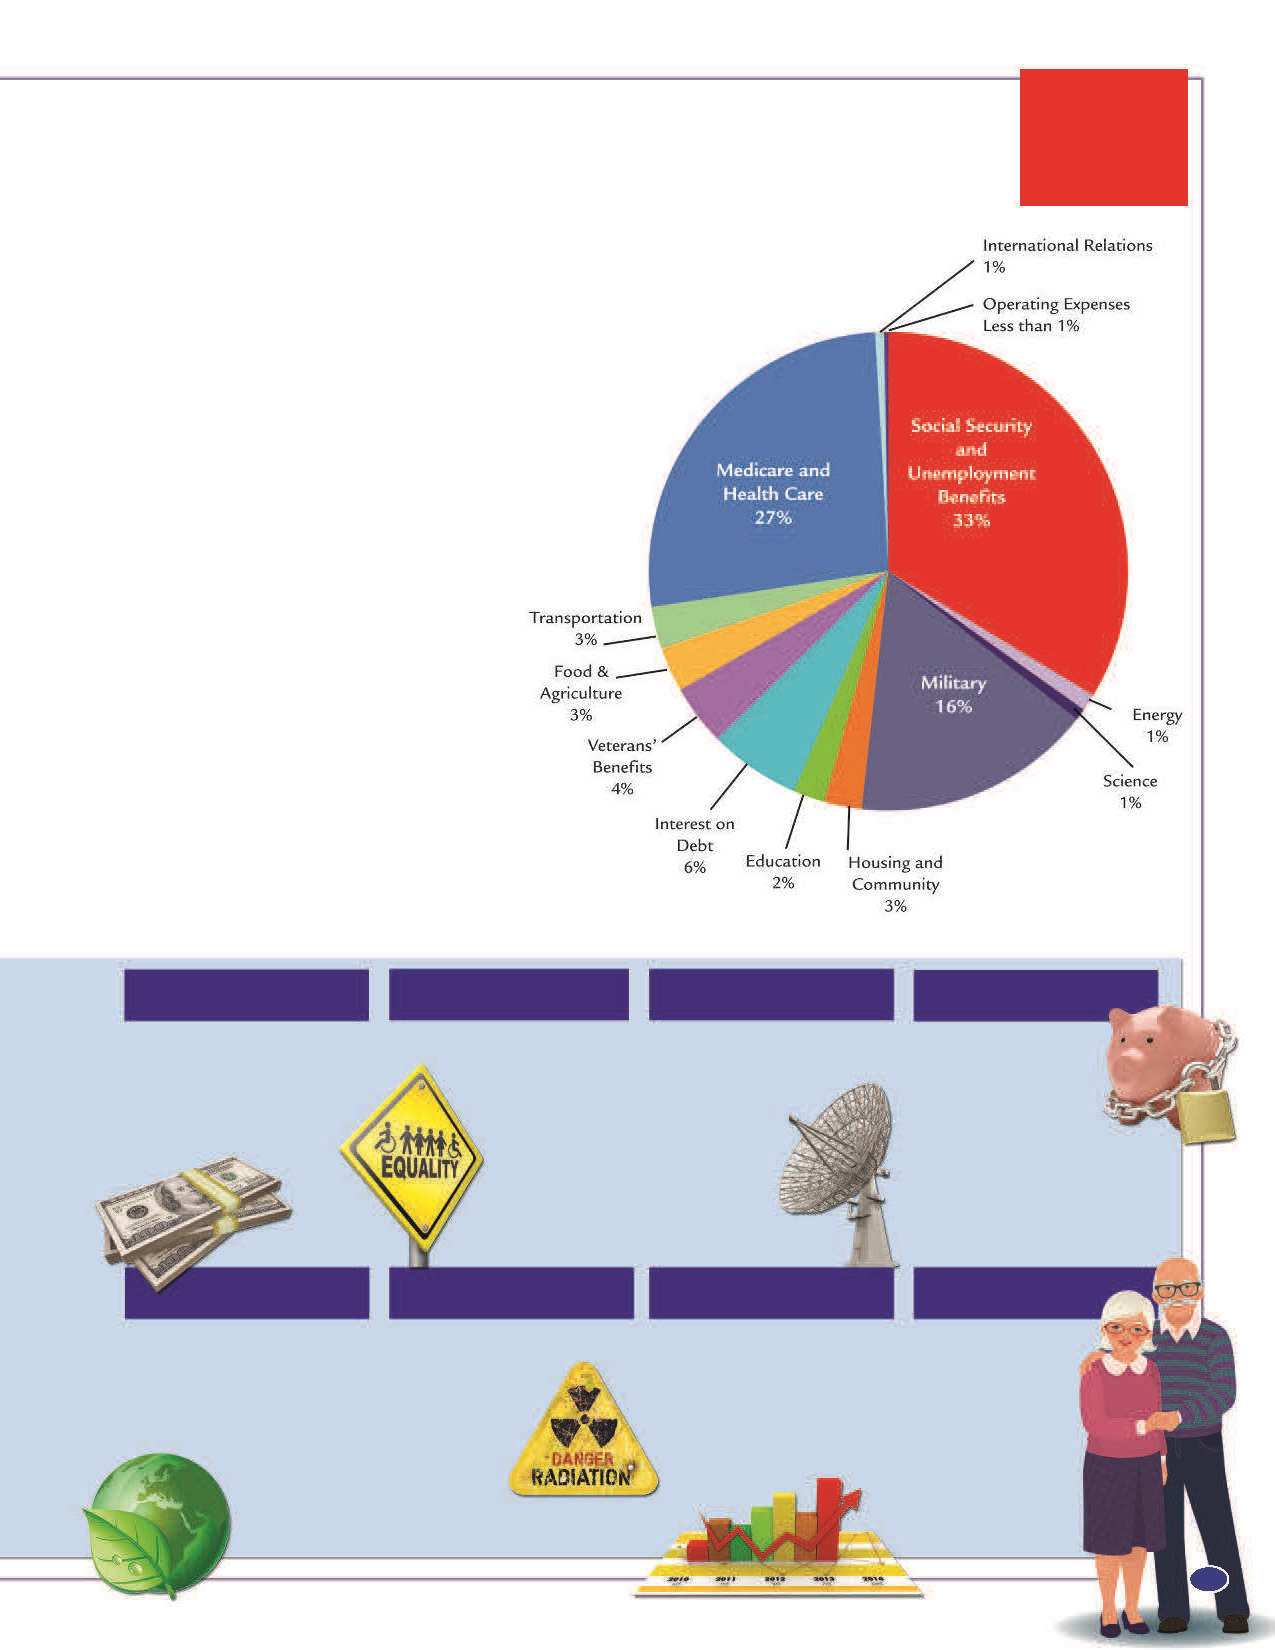 International Relations
1%
Operating Expenses
Less than 1%
Social Security
and
Unemployment
Benefits
33%
Medicare and
Health Care
27%
Transportation
3%
Food &
Agriculture
3%
Military
16%
Energy
1%
Veterans'
Benefits
4%
Science
1%
Interest on
Debt
6%
Education
2%
Housing and
Community
3%
EQUALITY
DANGER
RADIATION
2010 2011 2012 2013 2014